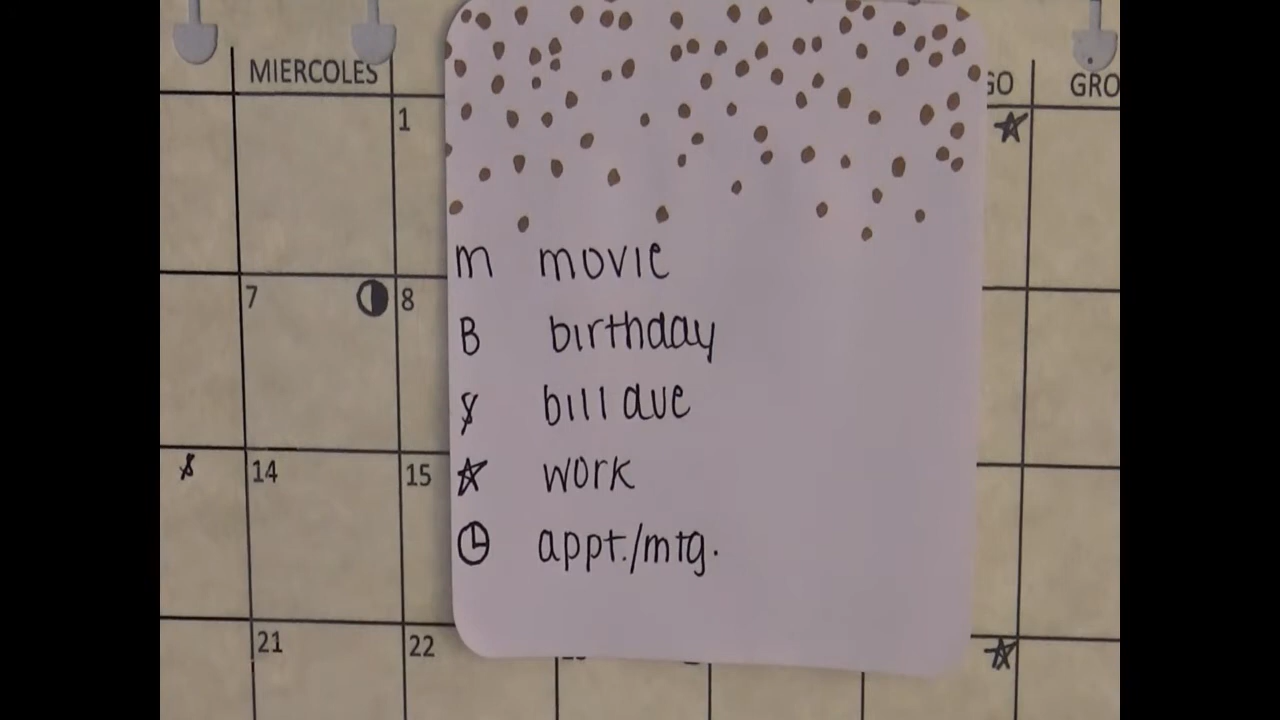 MIERCOLES GO GRO
1
m movie
7 8
B birthday
$ bill due
14 15
work
appt./mtg.
21 22